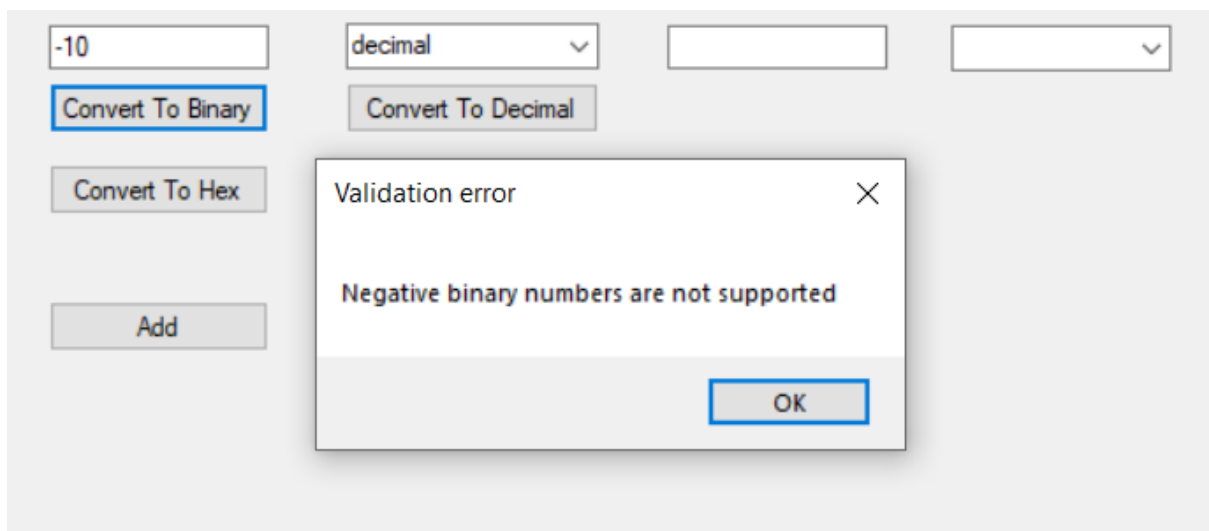 -10
decimal
Convert To Binary
Convert To Decimal
Convert To Hex
Validation error
Negative binary numbers are not supported
Add
OK